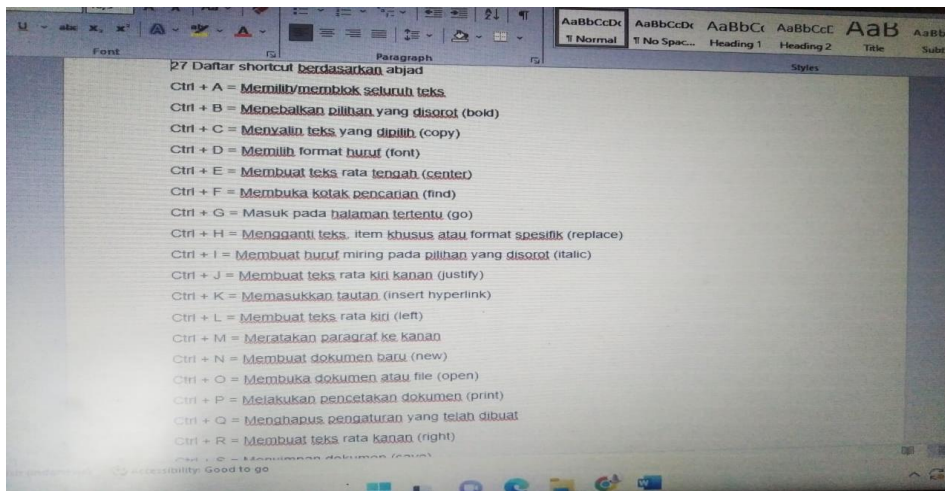 AaBbCcDc AaBbCcDc AaBbCc AaBbCcE AaB AaBb
¶ Normal ¶ No Spac... Heading 1 Heading 2 Title Subt
Font Paragraph Styles
27 Daftar shortcut berdasarkan abjad
Ctrl + A = Memilih/memblok seluruh teks
Ctrl + B = Menebalkan pilihan yang disorot (bold)
Ctrl + C = Menyalin teks yang dipilih (copy)
Ctrl + D = Memilih format huruf (font)
Ctrl + E = Membuat teks rata tengah (center)
Ctrl + F = Membuka kotak pencarian (find)
Ctrl + G = Masuk pada halaman tertentu (go)
Ctrl + H = Mengganti teks, item khusus atau format spesifik (replace)
Ctrl + I = Membuat huruf miring pada pilihan yang disorot (italic)
Ctrl + J = Membuat teks rata kiri kanan (justify)
Ctrl + K = Memasukkan tautan (insert hyperlink)
Ctrl + L = Membuat teks rata kiri (left)
Ctrl + M = Meratakan paragraf ke kanan
Ctrl + N = Membuat dokumen baru (new)
Ctrl + O = Membuka dokumen atau file (open)
Ctrl + P = Melakukan pencetakan dokumen (print)
Ctrl + Q = Menghapus pengaturan yang telah dibuat
Ctrl + R = Membuat teks rata kanan (right)
Ctrl + S = Menyimpan dokumen (save)
Accessibility: Good to go